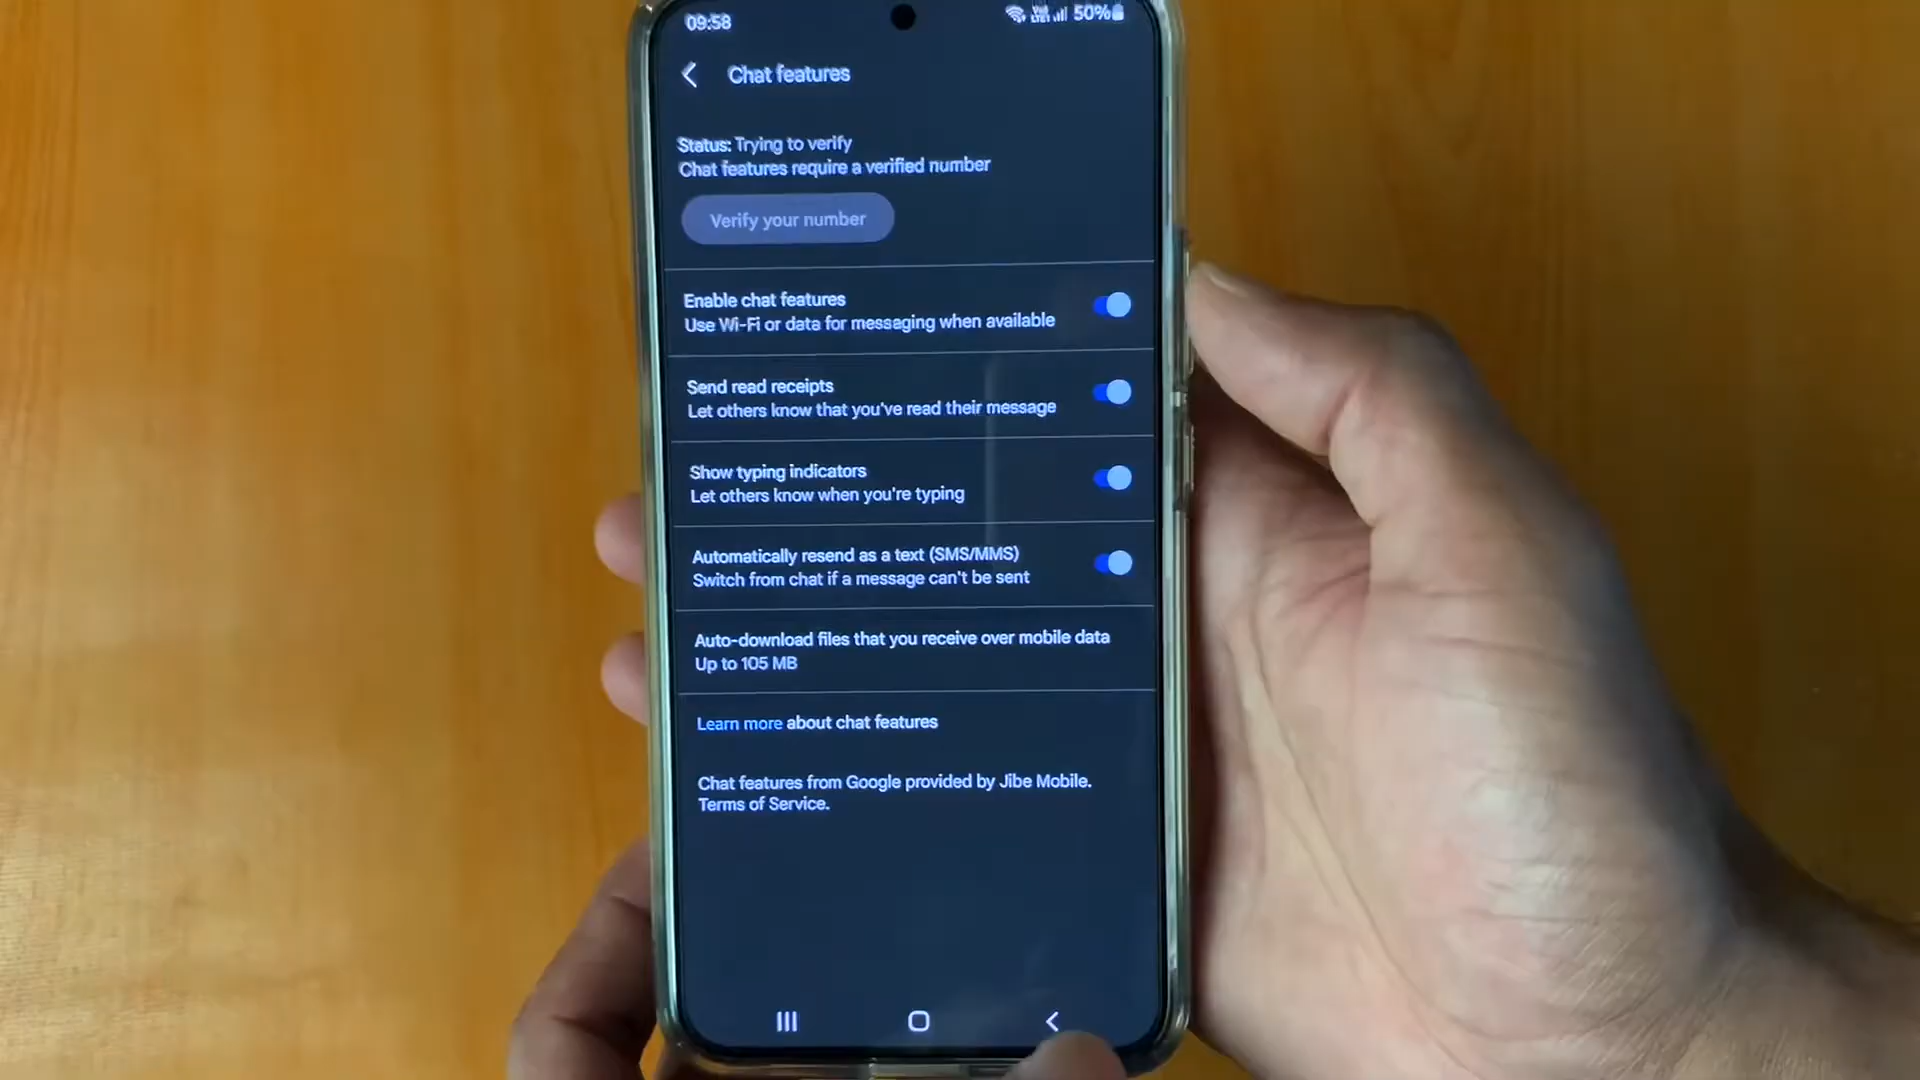 09:58
50%
Chat features
Status: Trying to verify
Chat features require a verified number
Verify your number
Enable chat features
Use Wi-Fi or data for messaging when available
Send read receipts
Let others know that you've read their message
Show typing indicators
Let others know when you're typing
Automatically resend as a text (SMS/MMS)
Switch from chat if a message can't be sent
Auto-download files that you receive over mobile data
Up to 105 MB
Learn more about chat features
Chat features from Google provided by Jibe Mobile.
Terms of Service.